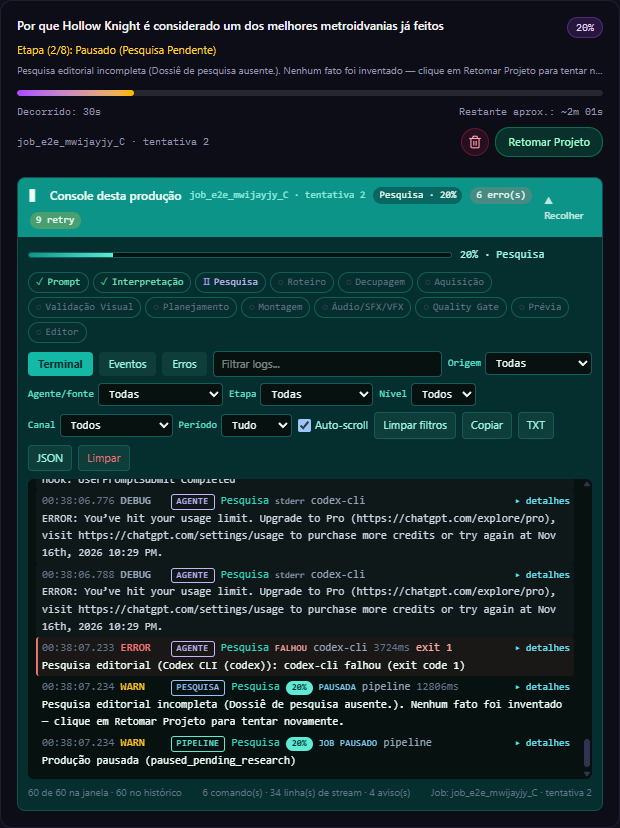 Por que Hollow Knight é considerado um dos melhores metroidvanias já feitos
20%
Etapa (2/8): Pausado (Pesquisa Pendente)
Pesquisa editorial incompleta (Dossiê de pesquisa ausente.). Nenhum fato foi inventado — clique em Retomar Projeto para tentar n...
Decorrido: 30s
Restante aprox.: ~2m 01s
job_e2e_mwijayjy_C · tentativa 2
Retomar Projeto
Console desta produção job_e2e_mwijayjy_C · tentativa 2 Pesquisa · 20% 6 erro(s) ▲
9 retry
Recolher
20% · Pesquisa
✓ Prompt ✓ Interpretação Ⅱ Pesquisa ○ Roteiro ○ Decupagem ○ Aquisição
○ Validação Visual ○ Planejamento ○ Montagem ○ Áudio/SFX/VFX ○ Quality Gate ○ Prévia
○ Editor
Terminal Eventos Erros Filtrar logs... Origem Todas
Agente/fonte Todas Etapa Todas Nível Todos
Canal Todos Período Tudo Auto-scroll Limpar filtros Copiar TXT
JSON Limpar
hook: UserPromptSubmit Completed
00:38:06.776 DEBUG AGENTE Pesquisa stderr codex-cli ▸ detalhes
ERROR: You’ve hit your usage limit. Upgrade to Pro (https://chatgpt.com/explore/pro),
visit https://chatgpt.com/settings/usage to purchase more credits or try again at Nov
16th, 2026 10:29 PM.
00:38:06.788 DEBUG AGENTE Pesquisa stderr codex-cli ▸ detalhes
ERROR: You’ve hit your usage limit. Upgrade to Pro (https://chatgpt.com/explore/pro),
visit https://chatgpt.com/settings/usage to purchase more credits or try again at Nov
16th, 2026 10:29 PM.
00:38:07.233 ERROR AGENTE Pesquisa FALHOU codex-cli 3724ms exit 1 ▸ detalhes
Pesquisa editorial (Codex CLI (codex)): codex-cli falhou (exit code 1)
00:38:07.234 WARN PESQUISA Pesquisa 20% PAUSADA pipeline 12806ms ▸ detalhes
Pesquisa editorial incompleta (Dossiê de pesquisa ausente.). Nenhum fato foi inventado
— clique em Retomar Projeto para tentar novamente.
00:38:07.234 WARN PIPELINE Pesquisa 20% JOB PAUSADO pipeline ▸ detalhes
Produção pausada (paused_pending_research)
60 de 60 na janela · 60 no histórico 6 comando(s) · 34 linha(s) de stream · 4 aviso(s) Job: job_e2e_mwijayjy_C · tentativa 2